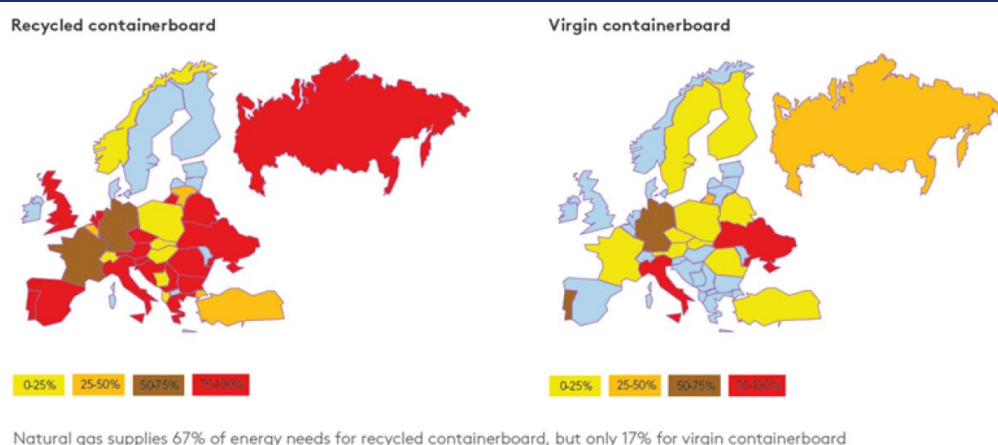 Recycled containerboard
Virgin containerboard
0-25% 25-50% 50-75% 75-100%
0-25% 25-50% 50-75% 75-100%
Natural gas supplies 67% of energy needs for recycled containerboard, but only 17% for virgin containerboard